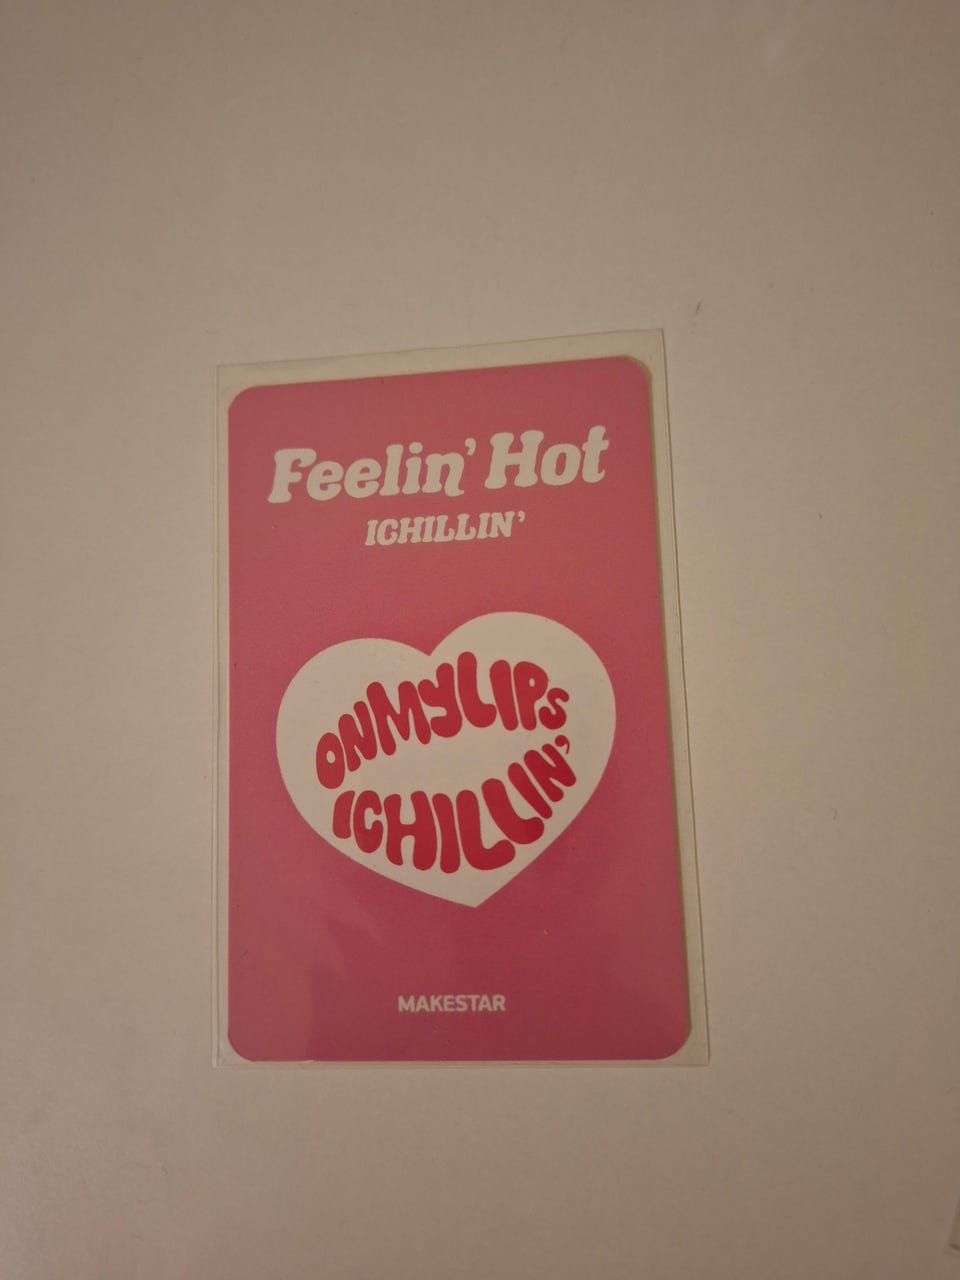 Feelin' Hot
ICHILLIN'
ONMYLIPS
ICHILLIN'
MAKESTAR